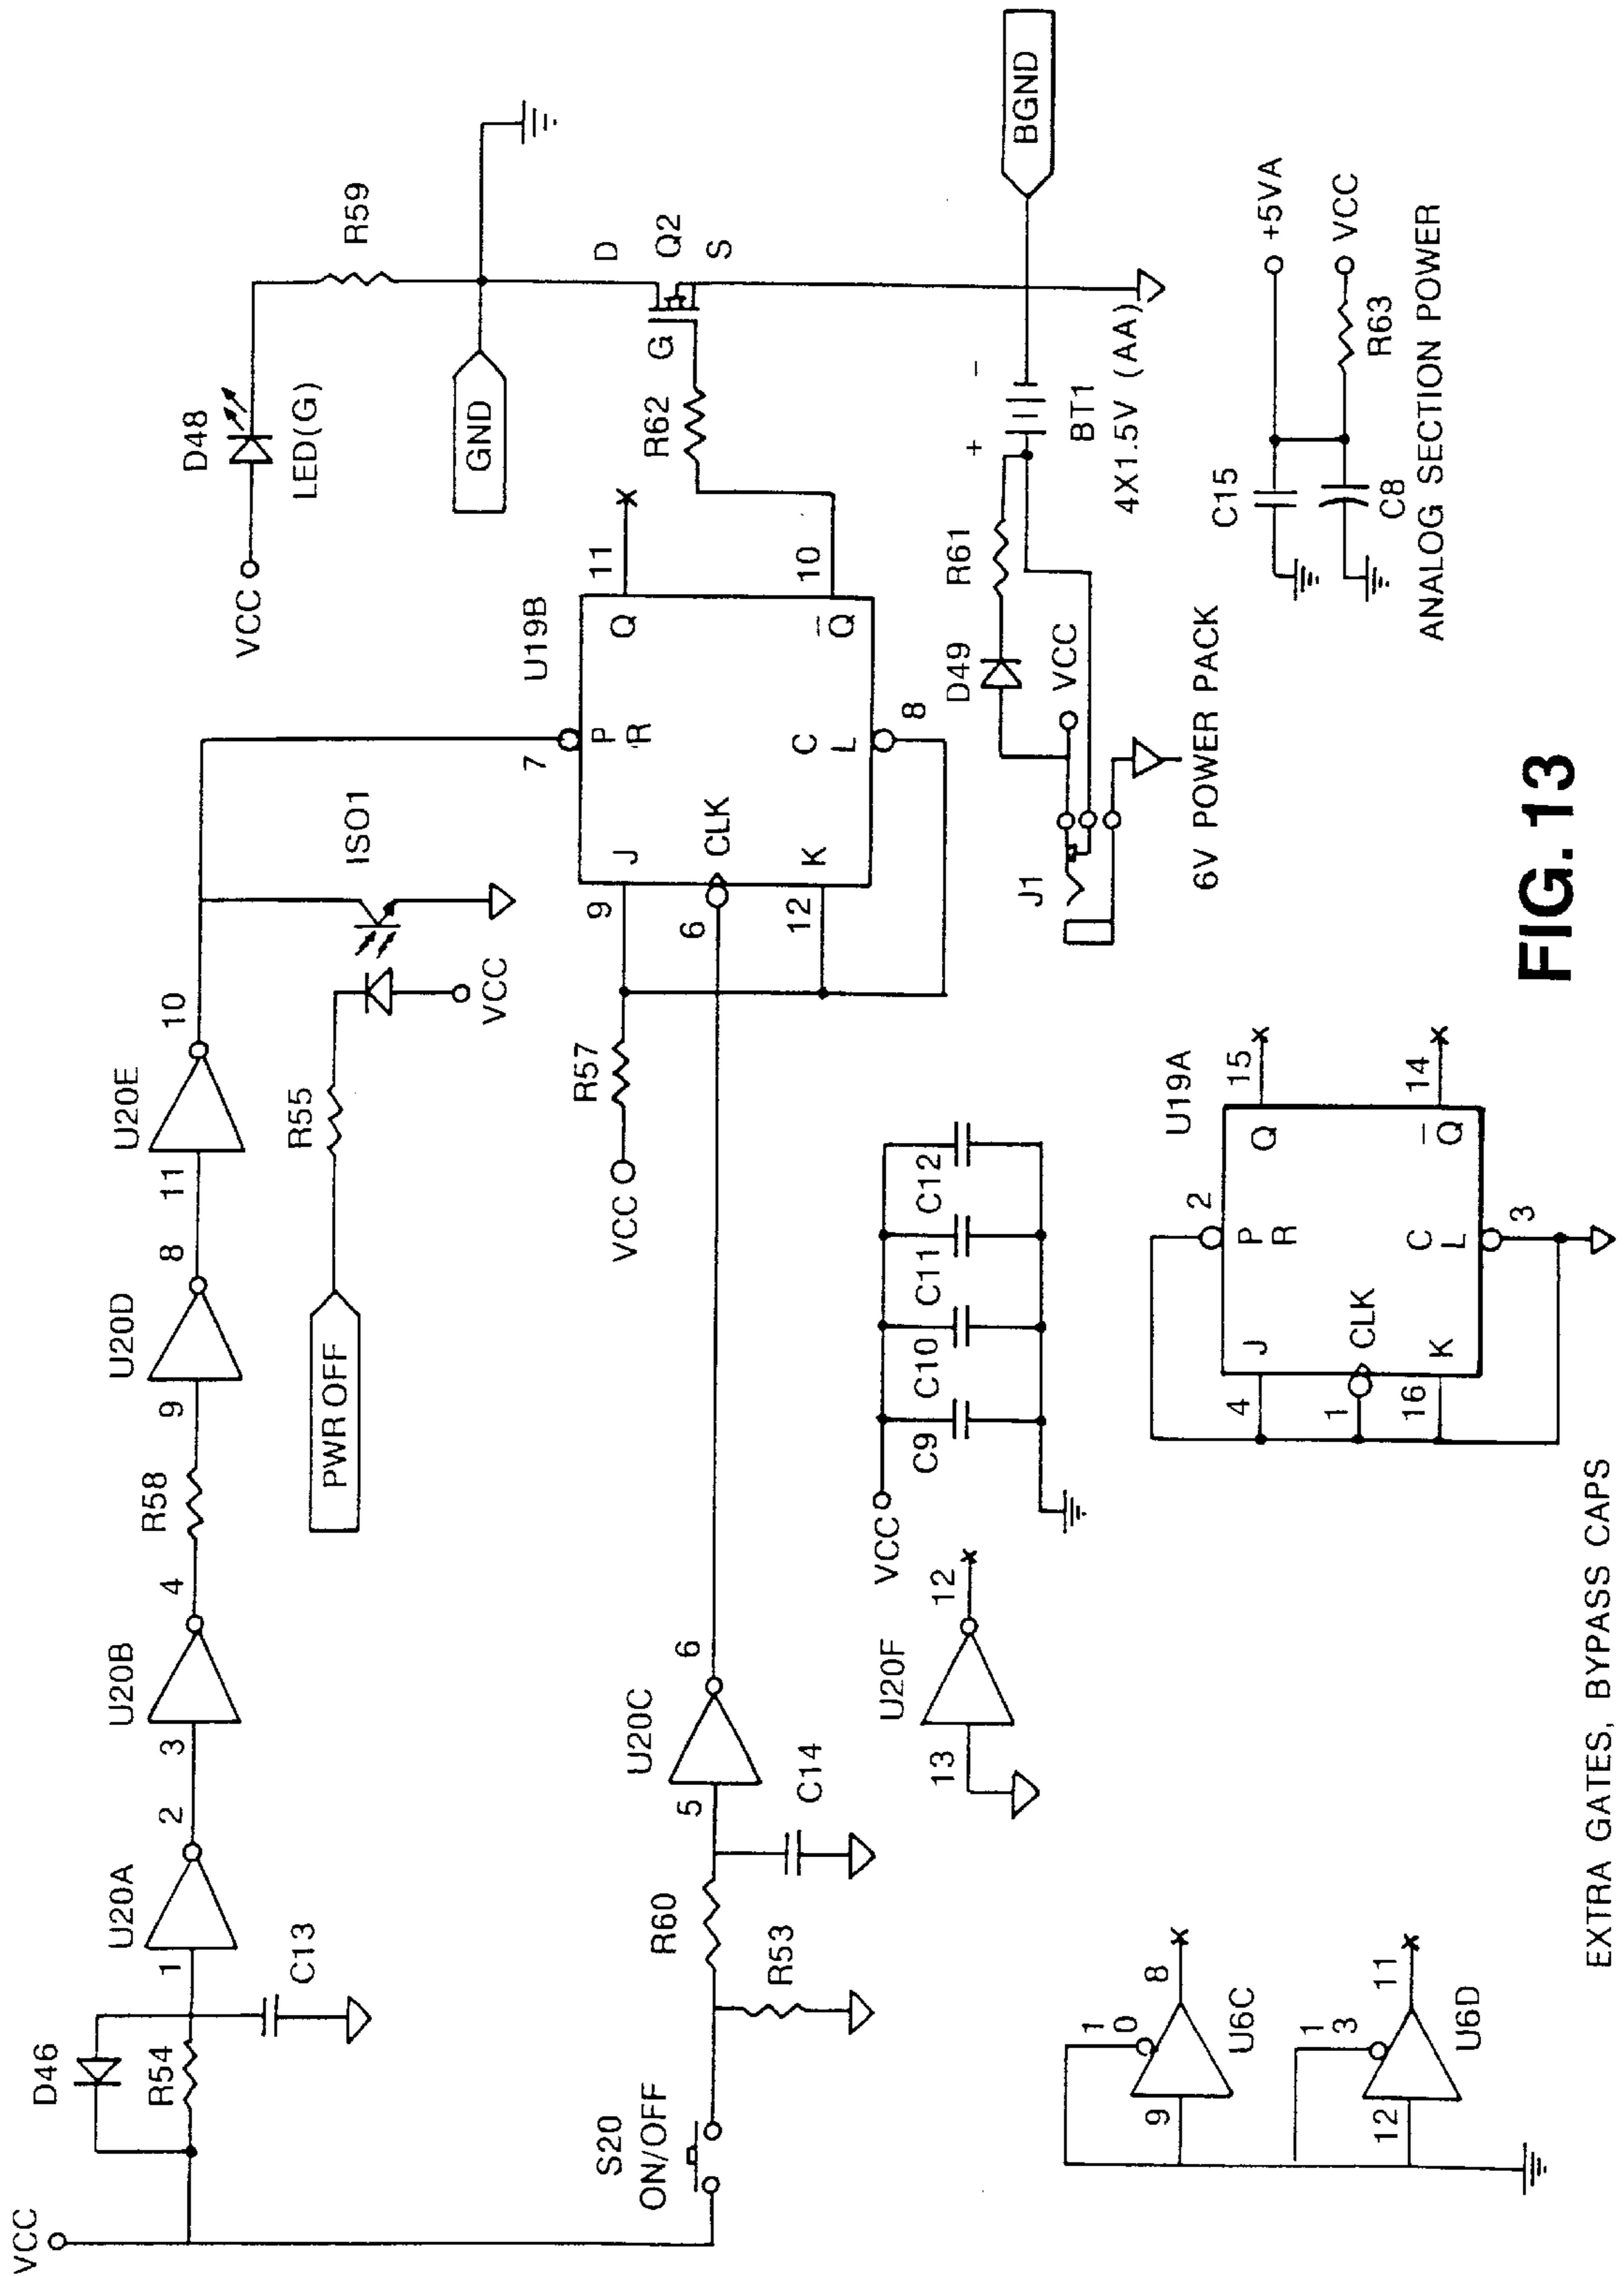 VCC
D46
R54
1
U20A
2
3
U20B
4
R58
9
U20D
8
11
U20E
10
C13
PWR OFF
R55
VCC
ISO1
VCC
D48
LED(G)
R59
GND
S20
ON/OFF
R60
R53
5
U20C
6
C14
VCC
R57
9
6
12
7
U19B
J
CLK
K
P
R
C
L
Q
Q
8
11
10
R62
G
D
Q2
S
U20F
13
12
VCC
C9
C10
C11
C12
J1
D49
VCC
R61
+
-
BT1
4X1.5V (AA)
BGND
6V POWER PACK
9
1
0
8
U6C
12
1
3
11
U6D
4
1
16
2
U19A
J
CLK
K
P
R
C
L
Q
Q
3
15
14
C15
+5VA
C8
R63
VCC
ANALOG SECTION POWER
EXTRA GATES, BYPASS CAPS
FIG. 13